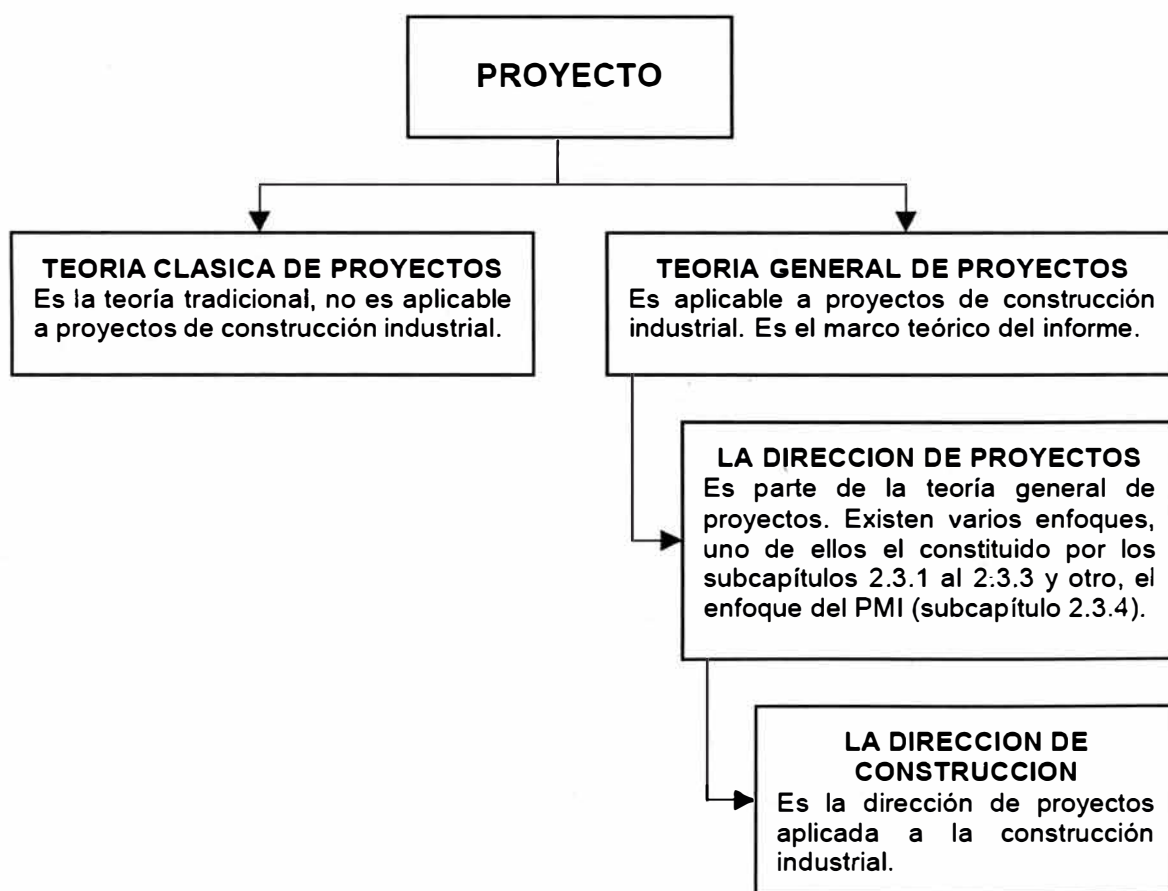 PROYECTO
TEORIA CLASICA DE PROYECTOS
Es la teoría tradicional, no es aplicable
a proyectos de construcción industrial.
TEORIA GENERAL DE PROYECTOS
Es aplicable a proyectos de construcción
industrial. Es el marco teórico del informe.
LA DIRECCION DE PROYECTOS
Es parte de la teoría general de
proyectos. Existen varios enfoques,
uno de ellos el constituido por los
subcapítulos 2.3.1 al 2.3.3 y otro, el
enfoque del PMI (subcapítulo 2.3.4).
LA DIRECCION DE
CONSTRUCCION
Es la dirección de proyectos
aplicada a la construcción
industrial.